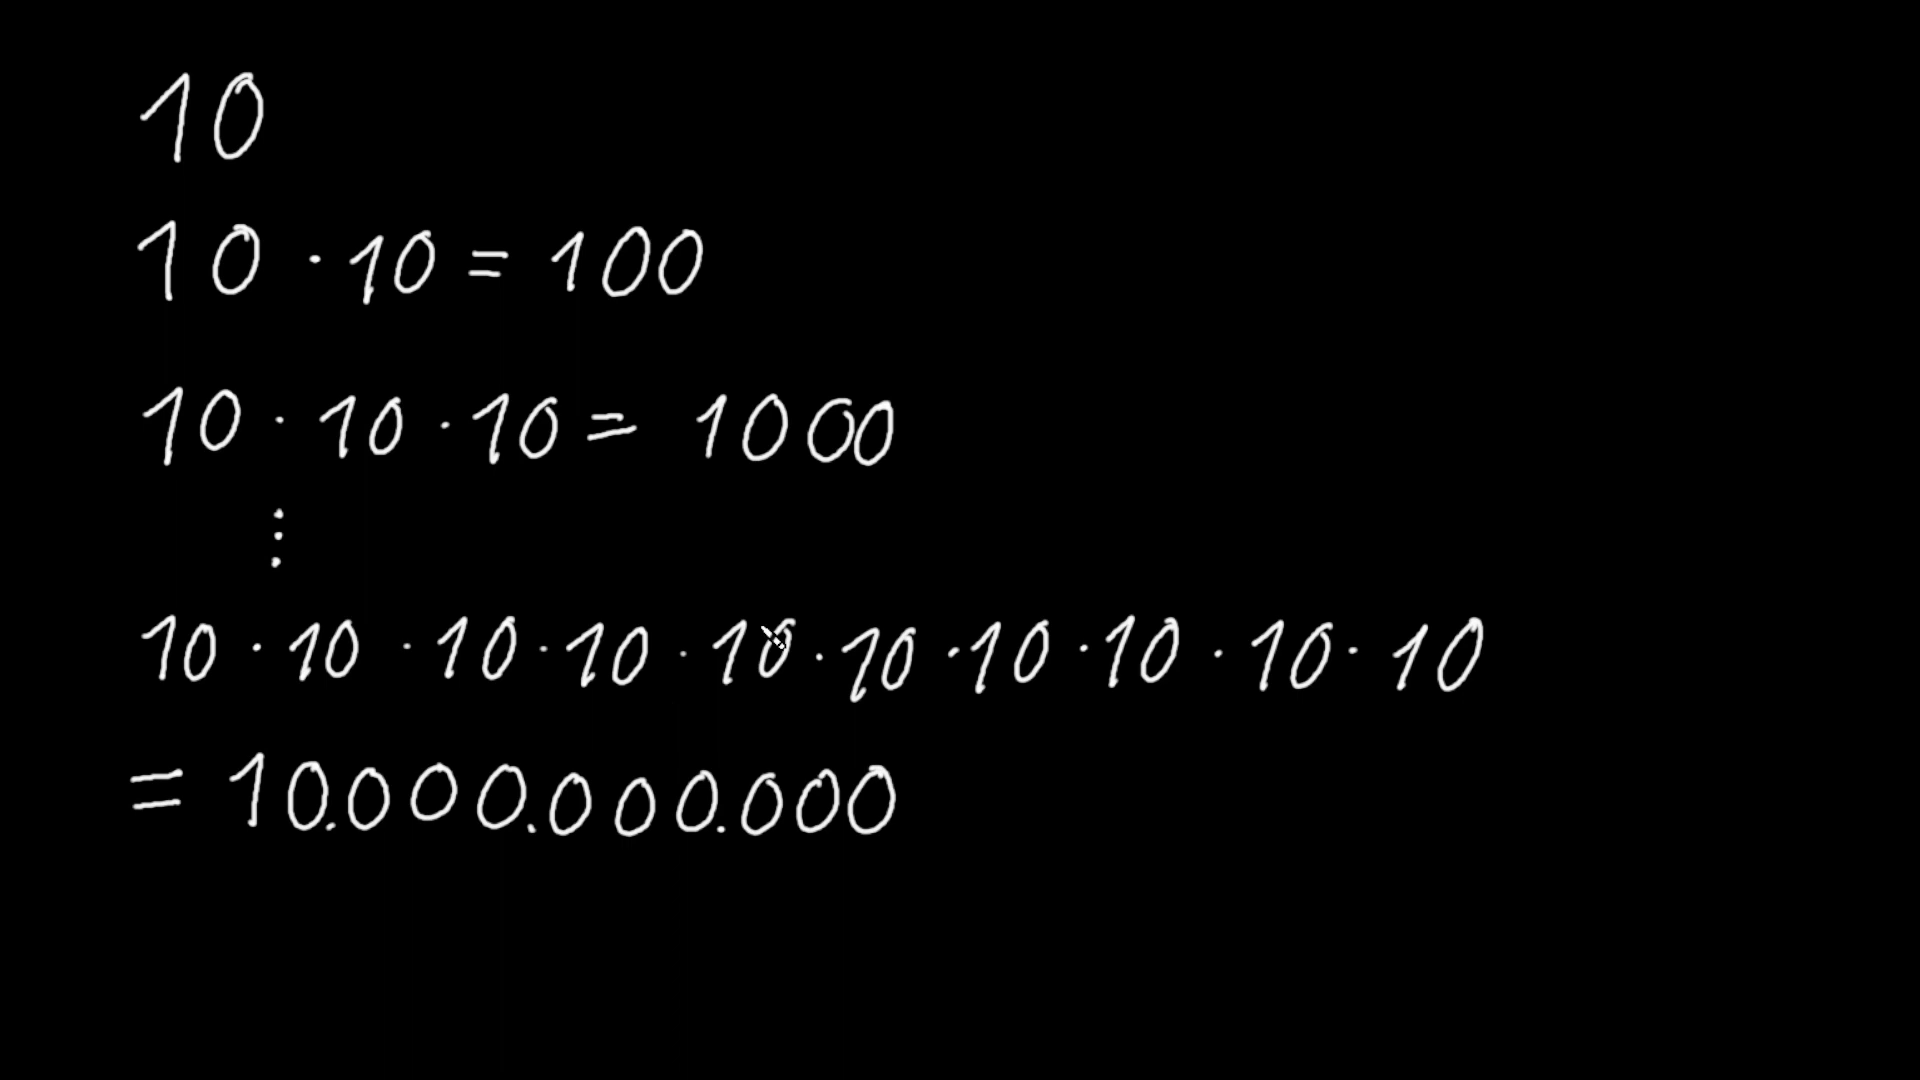 10
10 · 10 = 100
10 · 10 · 10 = 1000
⋮
10 · 10 · 10 · 10 · 10 · 10 · 10 · 10 · 10 · 10
= 10.000.000.000